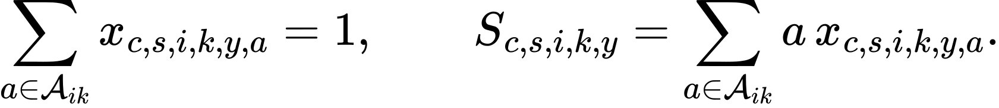 \sum_{a \in \mathcal{A}_{ik}} x_{c,s,i,k,y,a} = 1, \qquad S_{c,s,i,k,y} = \sum_{a \in \mathcal{A}_{ik}} a \, x_{c,s,i,k,y,a}.